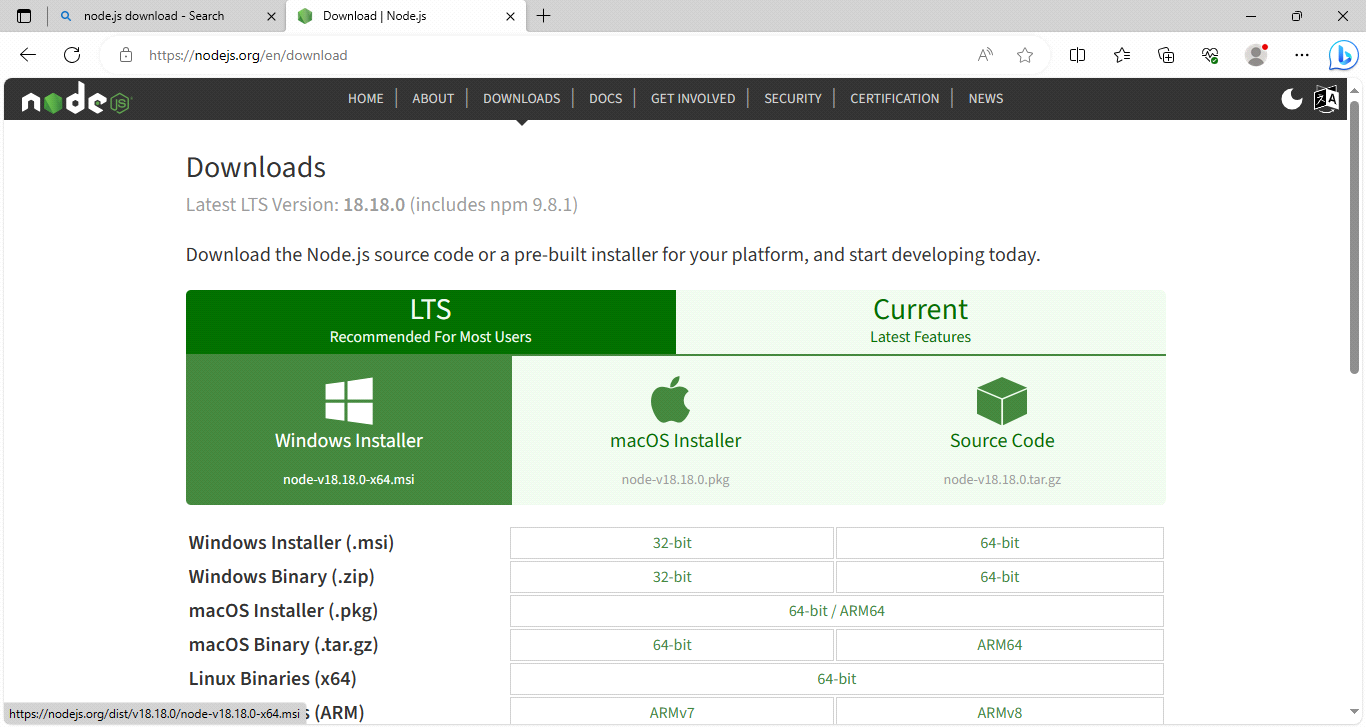 node.js download - Search
Download | Node.js
https://nodejs.org/en/download
node JS
HOME ABOUT DOWNLOADS DOCS GET INVOLVED SECURITY CERTIFICATION NEWS
Downloads
Latest LTS Version: 18.18.0 (includes npm 9.8.1)
Download the Node.js source code or a pre-built installer for your platform, and start developing today.
LTS
Recommended For Most Users
Current
Latest Features
Windows Installer
node-v18.18.0-x64.msi
macOS Installer
node-v18.18.0.pkg
Source Code
node-v18.18.0.tar.gz
Windows Installer (.msi) 32-bit 64-bit
Windows Binary (.zip) 32-bit 64-bit
macOS Installer (.pkg) 64-bit / ARM64
macOS Binary (.tar.gz) 64-bit ARM64
Linux Binaries (x64) 64-bit
(ARM) ARMv7 ARMv8
https://nodejs.org/dist/v18.18.0/node-v18.18.0-x64.msi